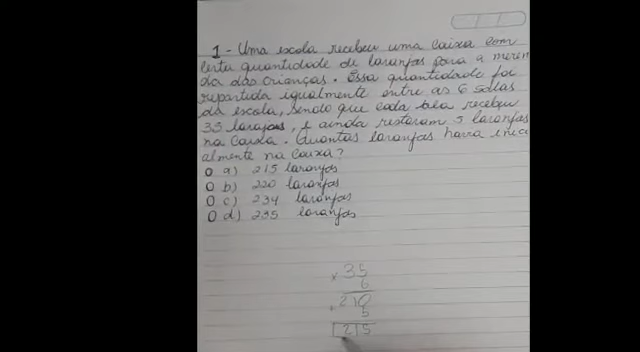 1 - Uma escola recebeu uma caixa com
certa quantidade de laranjas para a meren
da das crianças. Essa quantidade foi
repartida igualmente entre as 6 salas
da escola, sendo que cada sala recebeu
35 laranjas, e ainda restaram 5 laranjas
na caixa. Quantas laranjas havia inici
almente na caixa?
O a) 215 laranjas
O b) 220 laranjas
O c) 234 laranjas
O d) 235 laranjas
× 35
6
210
+ 5
215